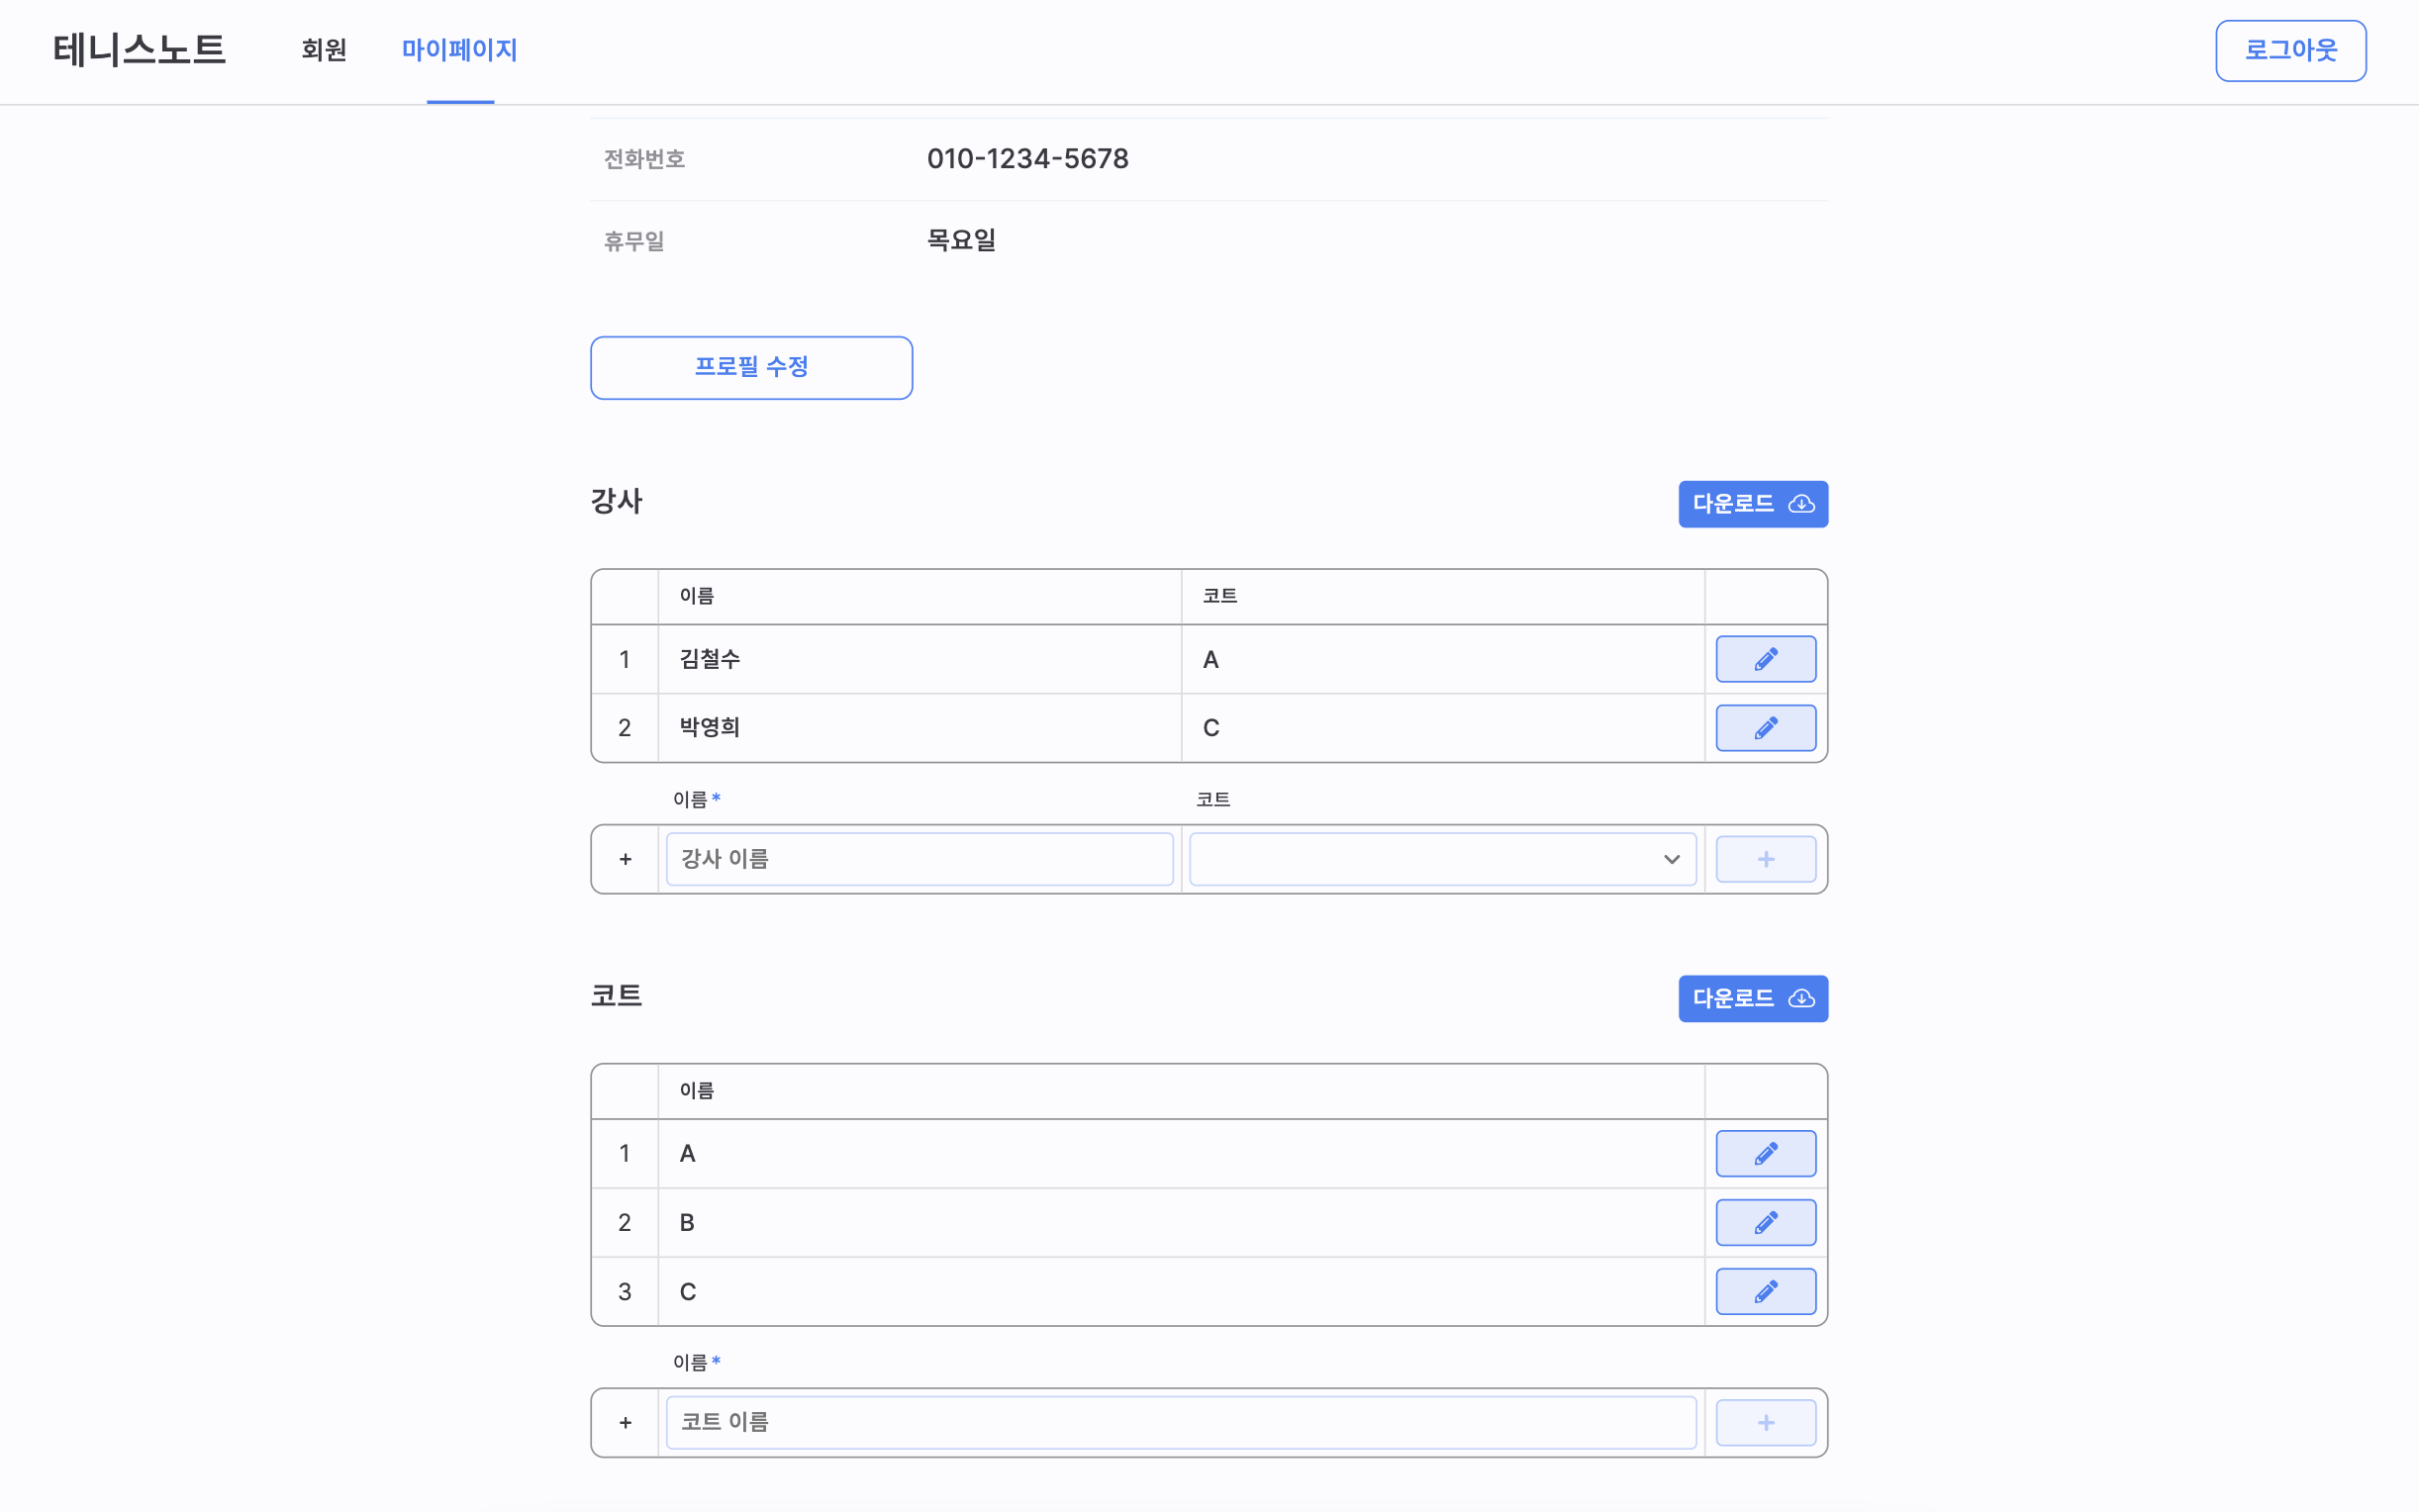 테니스노트 회원 마이페이지 로그아웃
전화번호 010-1234-5678
휴무일 목요일
프로필 수정
강사 다운로드
이름 코트
1 김철수 A
2 박영희 C
이름* 코트
+ 강사 이름 +
코트 다운로드
이름
1 A
2 B
3 C
이름*
+ 코트 이름 +